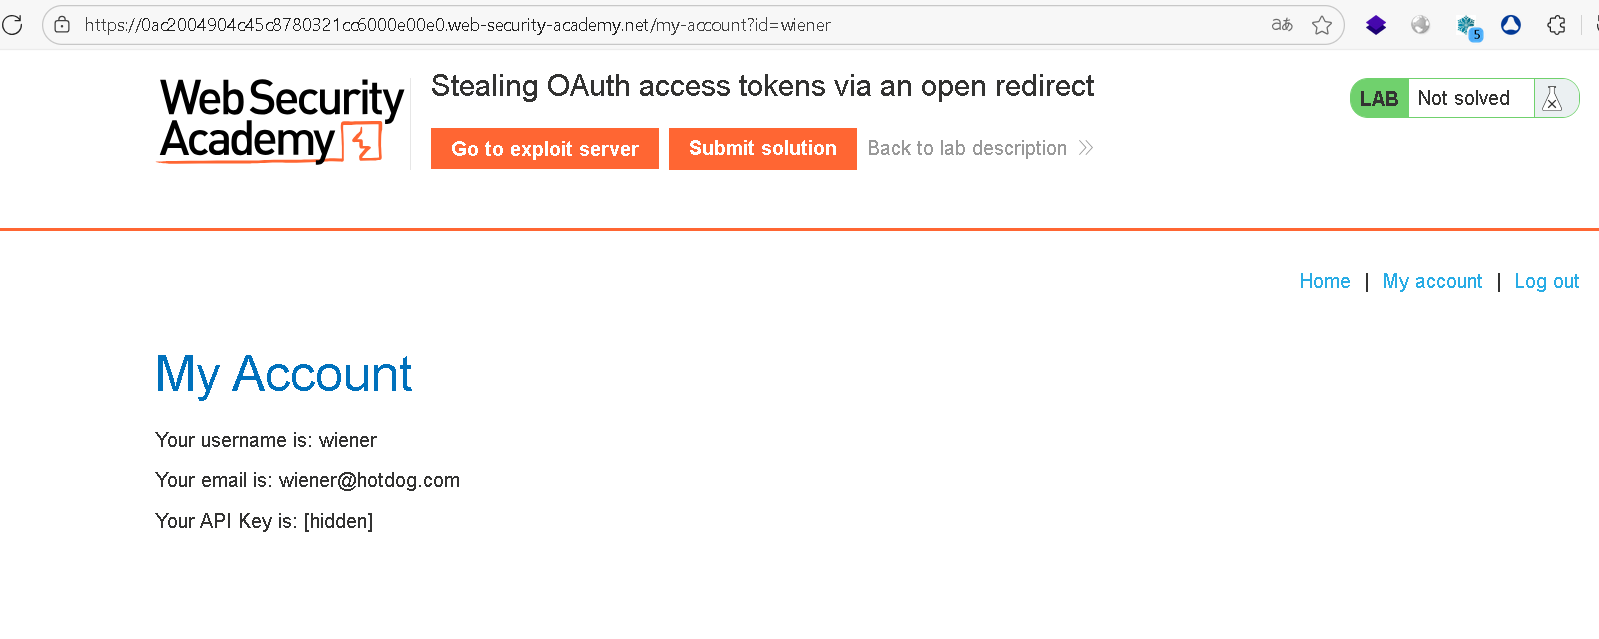 https://0ac2004904c45c8780321cc6000e00e0.web-security-academy.net/my-account?id=wiener
aあ
5
WebSecurity
Academy
Stealing OAuth access tokens via an open redirect
Go to exploit server
Submit solution
Back to lab description
LAB
Not solved
Home | My account | Log out
My Account
Your username is: wiener
Your email is: wiener@hotdog.com
Your API Key is: [hidden]